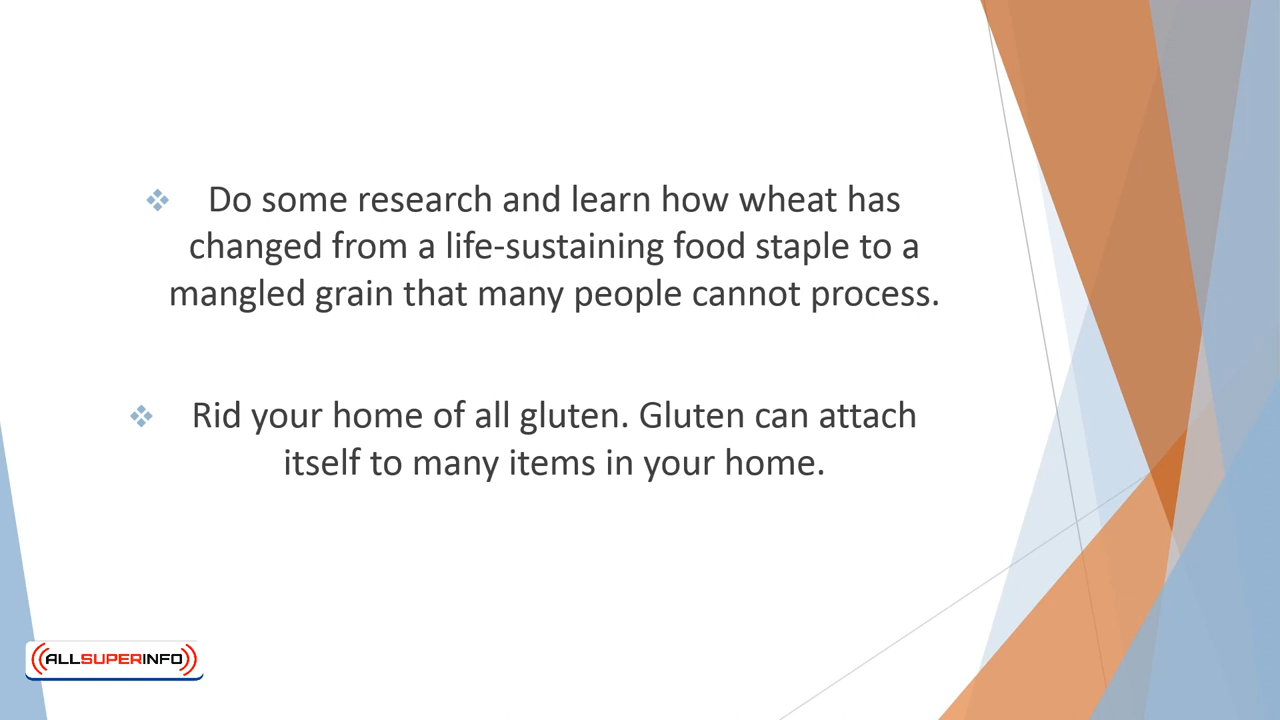 Do some research and learn how wheat has
changed from a life-sustaining food staple to a
mangled grain that many people cannot process.
Rid your home of all gluten. Gluten can attach
itself to many items in your home.
ALLSUPERINFO